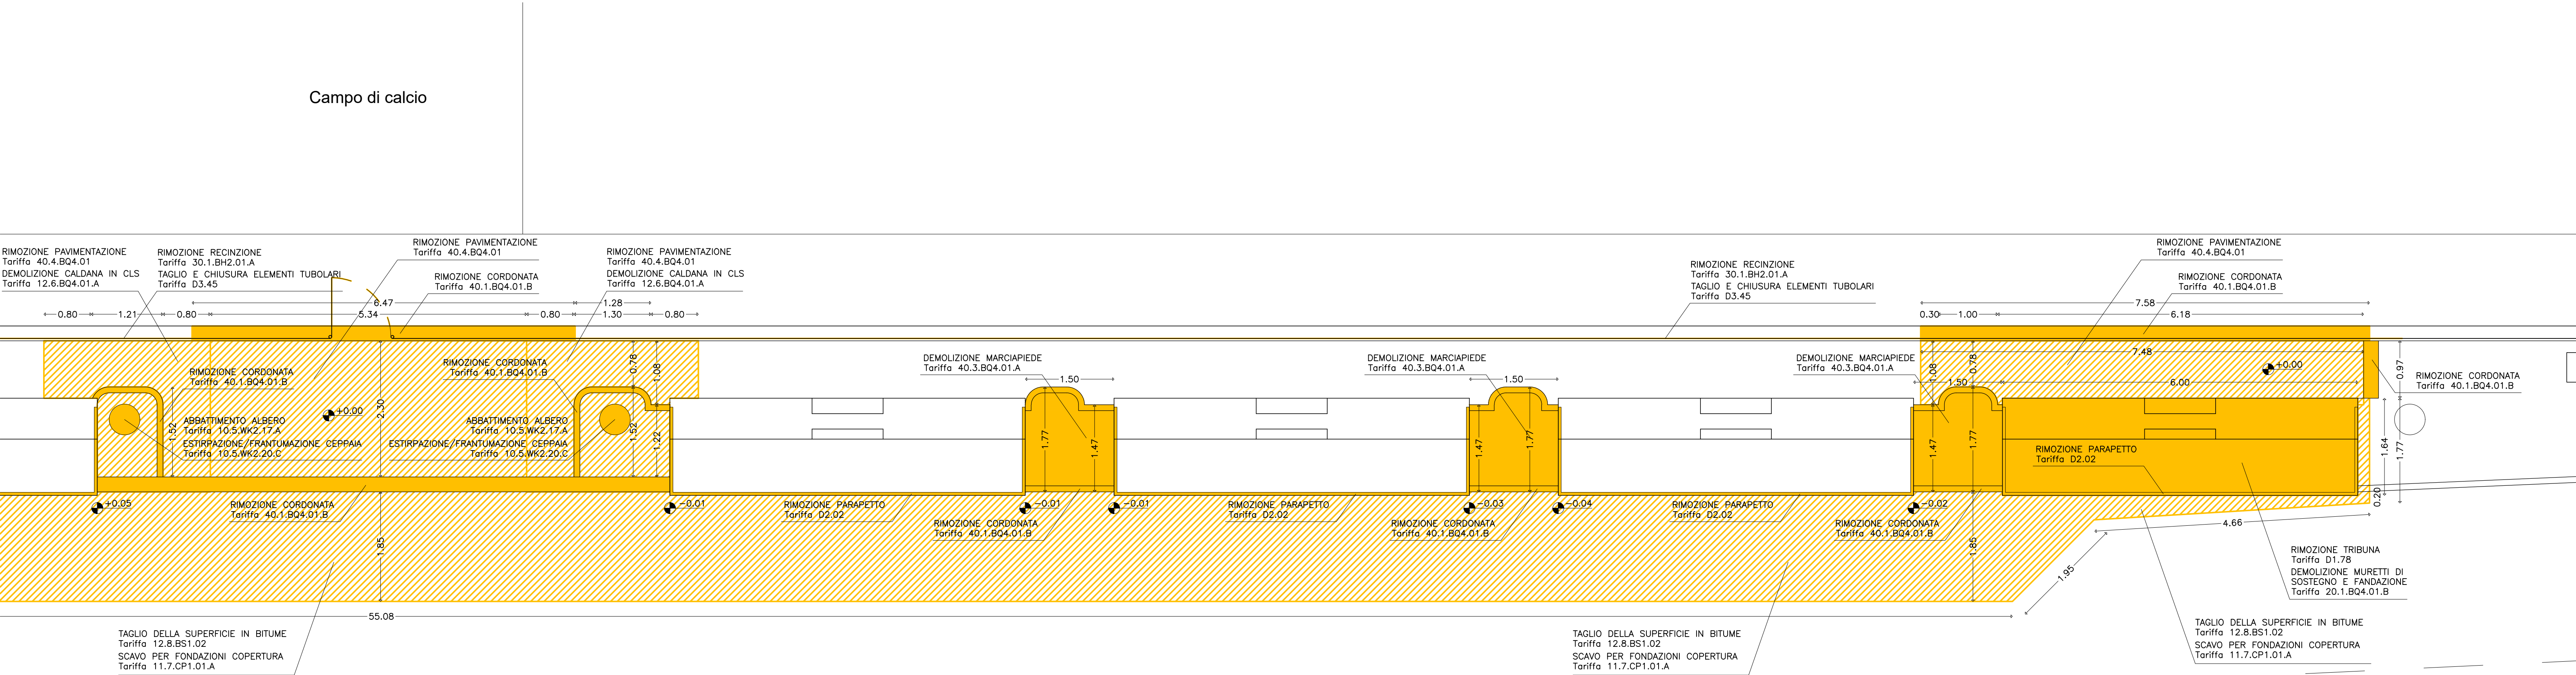 Campo di calcio
RIMOZIONE PAVIMENTAZIONE
Tariffa 40.4.BQ4.01
DEMOLIZIONE CALDANA IN CLS
Tariffa 12.6.BQ4.01.A
RIMOZIONE RECINZIONE
Tariffa 30.1.BH2.01.A
TAGLIO E CHIUSURA ELEMENTI TUBOLARI
Tariffa D3.45
RIMOZIONE PAVIMENTAZIONE
Tariffa 40.4.BQ4.01
RIMOZIONE CORDONATA
Tariffa 40.1.BQ4.01.B
RIMOZIONE PAVIMENTAZIONE
Tariffa 40.4.BQ4.01
DEMOLIZIONE CALDANA IN CLS
Tariffa 12.6.BQ4.01.A
RIMOZIONE RECINZIONE
Tariffa 30.1.BH2.01.A
TAGLIO E CHIUSURA ELEMENTI TUBOLARI
Tariffa D3.45
RIMOZIONE PAVIMENTAZIONE
Tariffa 40.4.BQ4.01
RIMOZIONE CORDONATA
Tariffa 40.1.BQ4.01.B
6.47
1.28
7.58
0.80
1.21
0.80
5.34
0.80
1.30
0.80
0.30
1.00
6.18
7.48
RIMOZIONE CORDONATA
Tariffa 40.1.BQ4.01.B
RIMOZIONE CORDONATA
Tariffa 40.1.BQ4.01.B
0.78
1.08
DEMOLIZIONE MARCIAPIEDE
Tariffa 40.3.BQ4.01.A
1.50
DEMOLIZIONE MARCIAPIEDE
Tariffa 40.3.BQ4.01.A
1.50
DEMOLIZIONE MARCIAPIEDE
Tariffa 40.3.BQ4.01.A
1.08
0.78
1.50
6.00
+0.00
0.97
RIMOZIONE CORDONATA
Tariffa 40.1.BQ4.01.B
+0.00
2.30
ABBATTIMENTO ALBERO
Tariffa 10.5.WK2.17.A
ESTIRPAZIONE/FRANTUMAZIONE CEPPAIA
Tariffa 10.5.WK2.20.C
1.52
ABBATTIMENTO ALBERO
Tariffa 10.5.WK2.17.A
ESTIRPAZIONE/FRANTUMAZIONE CEPPAIA
Tariffa 10.5.WK2.20.C
1.52
1.22
1.77
1.47
1.47
1.77
1.47
1.77
RIMOZIONE PARAPETTO
Tariffa D2.02
1.64
1.77
0.20
+0.05
RIMOZIONE CORDONATA
Tariffa 40.1.BQ4.01.B
-0.01
RIMOZIONE PARAPETTO
Tariffa D2.02
-0.01
-0.01
RIMOZIONE CORDONATA
Tariffa 40.1.BQ4.01.B
RIMOZIONE PARAPETTO
Tariffa D2.02
-0.03
-0.04
RIMOZIONE CORDONATA
Tariffa 40.1.BQ4.01.B
RIMOZIONE PARAPETTO
Tariffa D2.02
-0.02
RIMOZIONE CORDONATA
Tariffa 40.1.BQ4.01.B
1.85
1.85
4.66
1.95
RIMOZIONE TRIBUNA
Tariffa D1.78
DEMOLIZIONE MURETTI DI
SOSTEGNO E FANDAZIONE
Tariffa 20.1.BQ4.01.B
55.08
TAGLIO DELLA SUPERFICIE IN BITUME
Tariffa 12.8.BS1.02
SCAVO PER FONDAZIONI COPERTURA
Tariffa 11.7.CP1.01.A
TAGLIO DELLA SUPERFICIE IN BITUME
Tariffa 12.8.BS1.02
SCAVO PER FONDAZIONI COPERTURA
Tariffa 11.7.CP1.01.A
TAGLIO DELLA SUPERFICIE IN BITUME
Tariffa 12.8.BS1.02
SCAVO PER FONDAZIONI COPERTURA
Tariffa 11.7.CP1.01.A